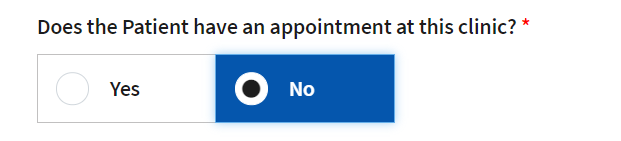 Does the Patient have an appointment at this clinic? *
Yes
No